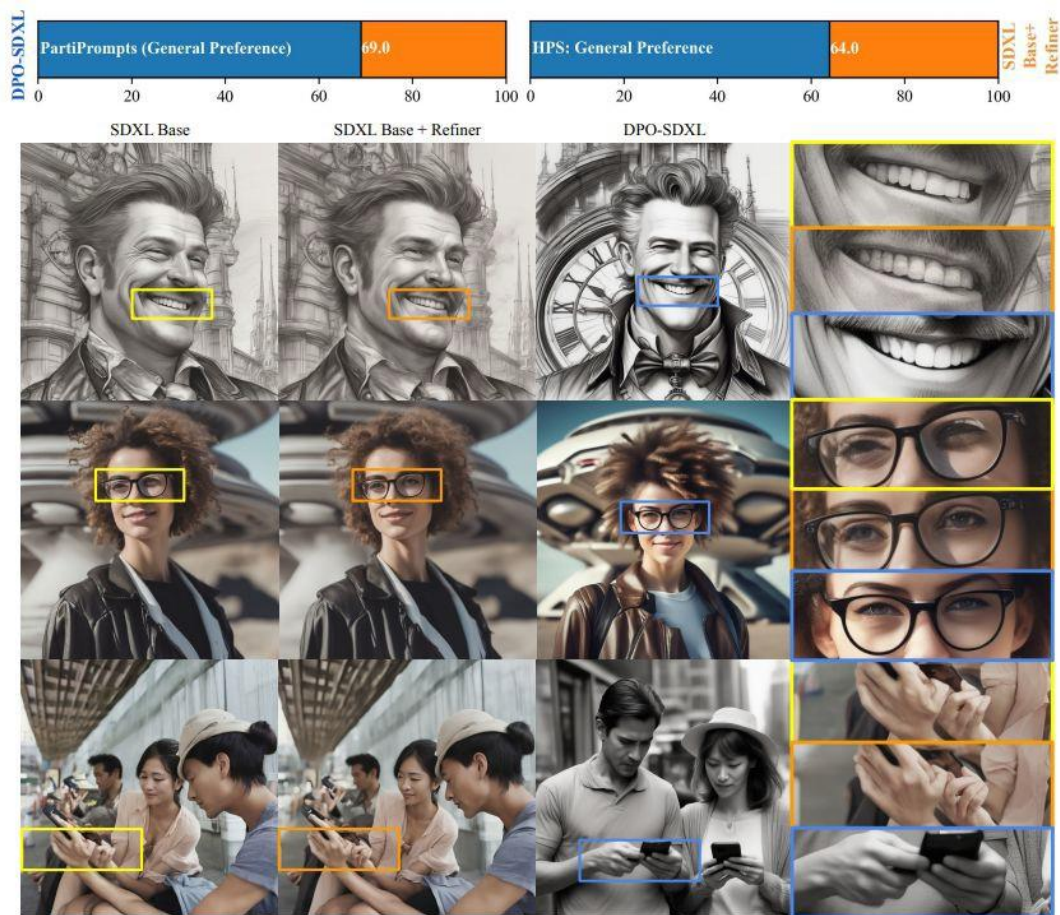 DPO-SDXL
PartiPrompts (General Preference)
69.0
0
20
40
60
80
100
HPS: General Preference
64.0
0
20
40
60
80
100
SDXL
Base+
Refiner
SDXL Base
SDXL Base + Refiner
DPO-SDXL